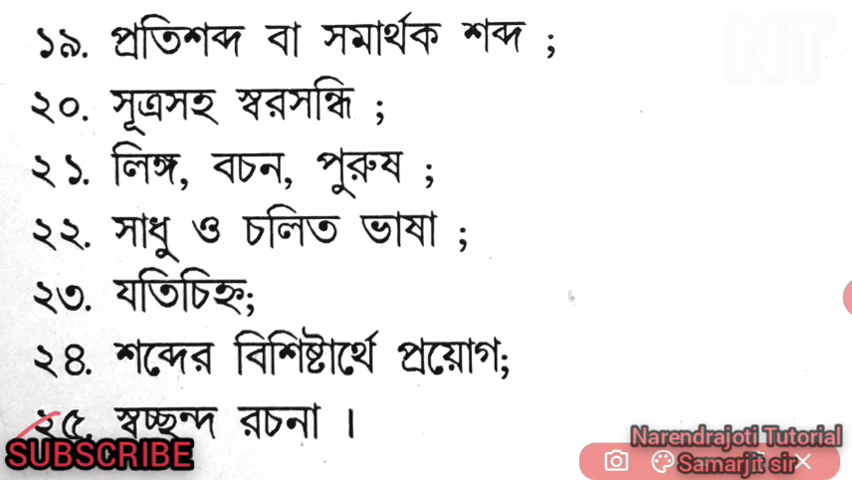 NT
১৯. প্রতিশব্দ বা সমার্থক শব্দ ;
২০. সূত্রসহ স্বরসন্ধি ;
২১. লিঙ্গ, বচন, পুরুষ ;
২২. সাধু ও চলিত ভাষা ;
২৩. যতিচিহ্ন;
২৪. শব্দের বিশিষ্টার্থে প্রয়োগ;
২৫. স্বচ্ছন্দ রচনা ।
SUBSCRIBE
Narendrajoti Tutorial
Samarjit sir